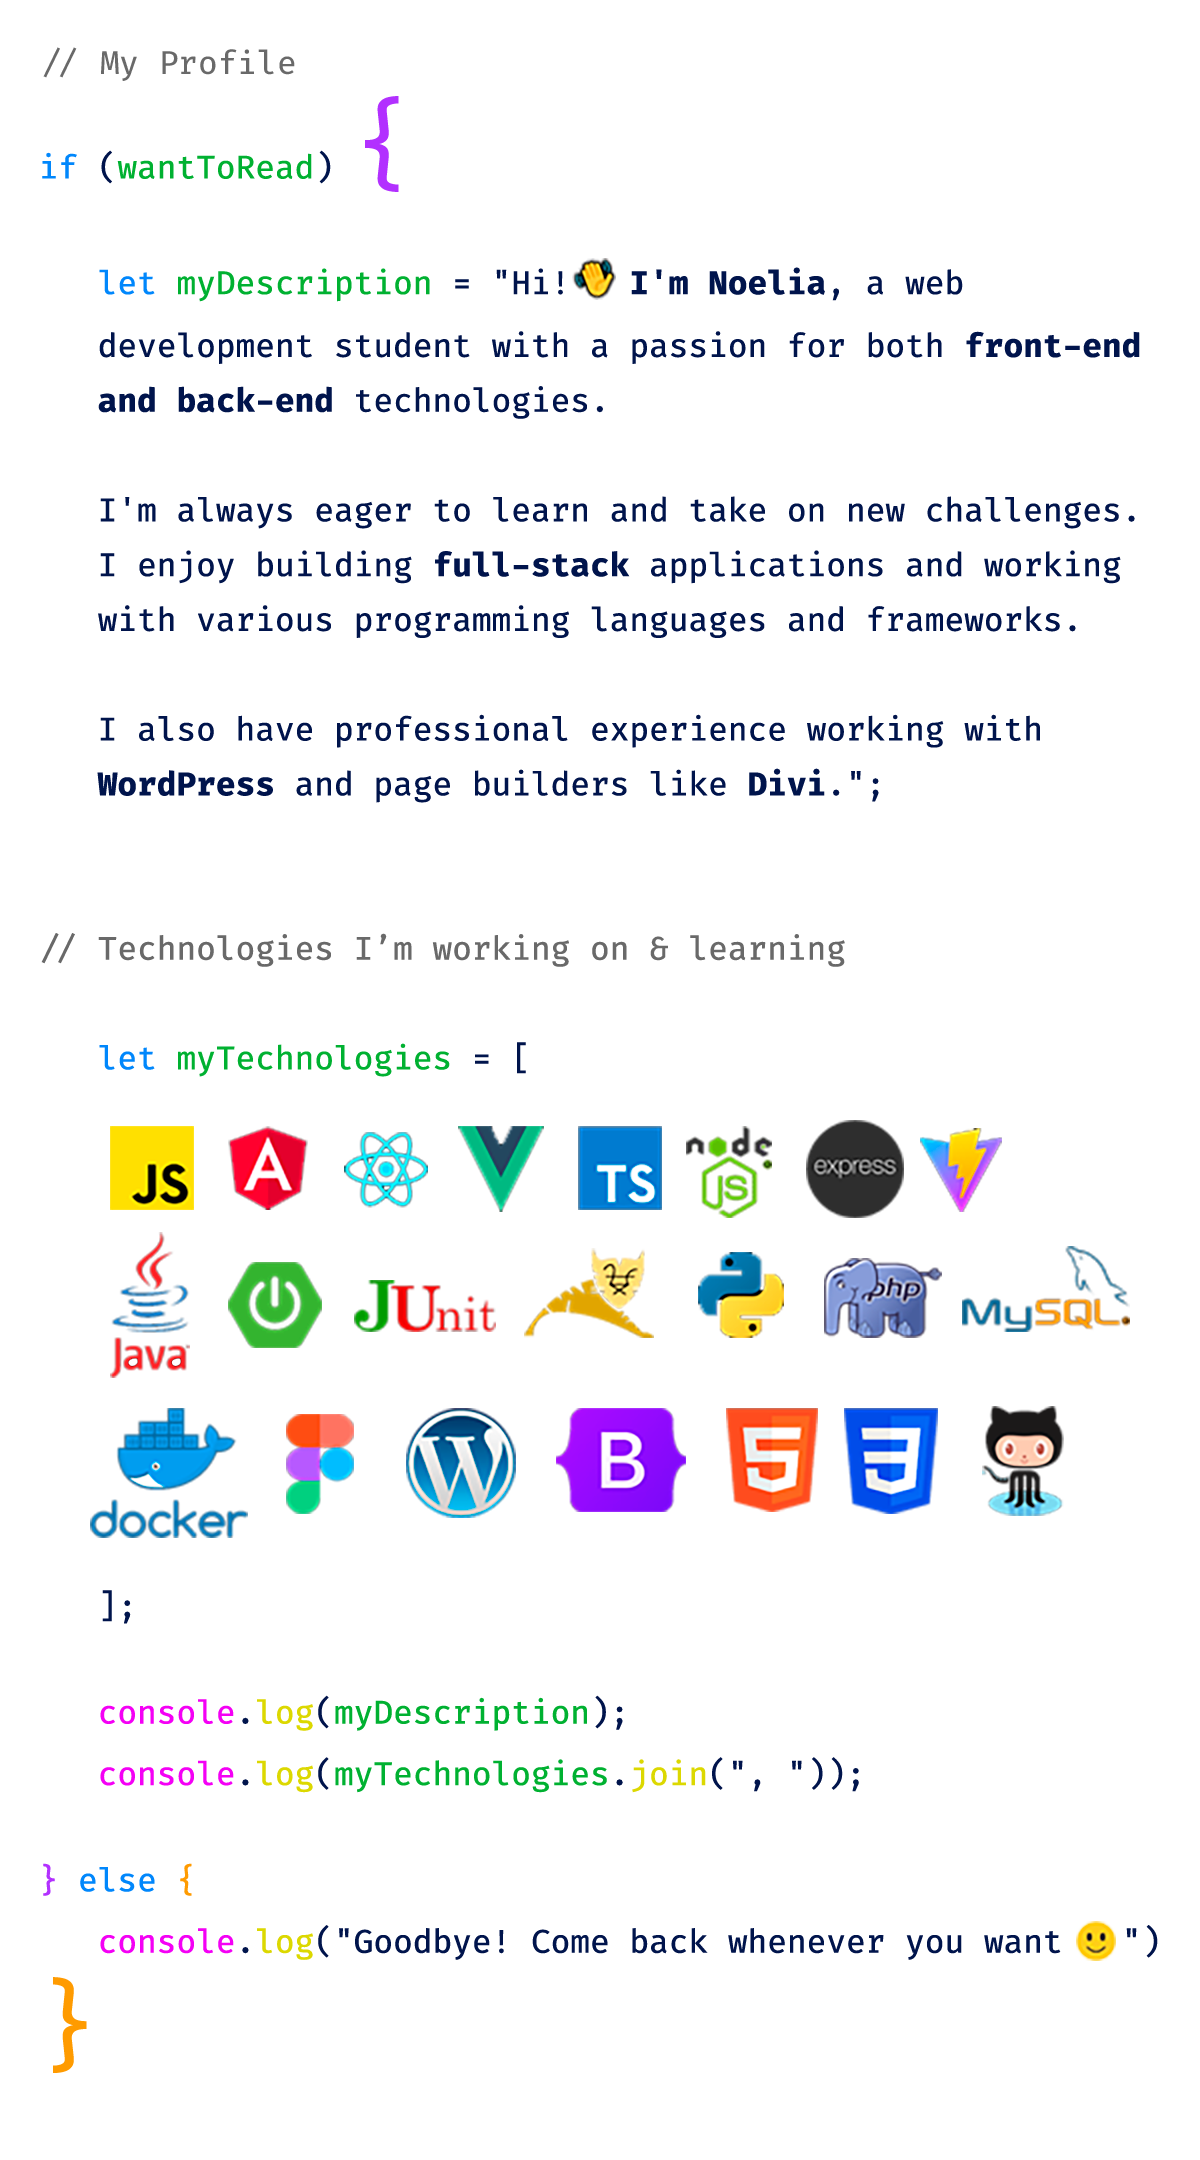 // My Profile
if (wantToRead) {
let myDescription = "Hi!👋 I'm Noelia, a web
development student with a passion for both front-end
and back-end technologies.
I'm always eager to learn and take on new challenges.
I enjoy building full-stack applications and working
with various programming languages and frameworks.
I also have professional experience working with
WordPress and page builders like Divi.";
// Technologies I’m working on & learning
let myTechnologies = [
JS A TS node JS express
Java JUnit php MySQL
docker W B 5 3
];
console.log(myDescription);
console.log(myTechnologies.join(", "));
} else {
console.log("Goodbye! Come back whenever you want 🙂")
}